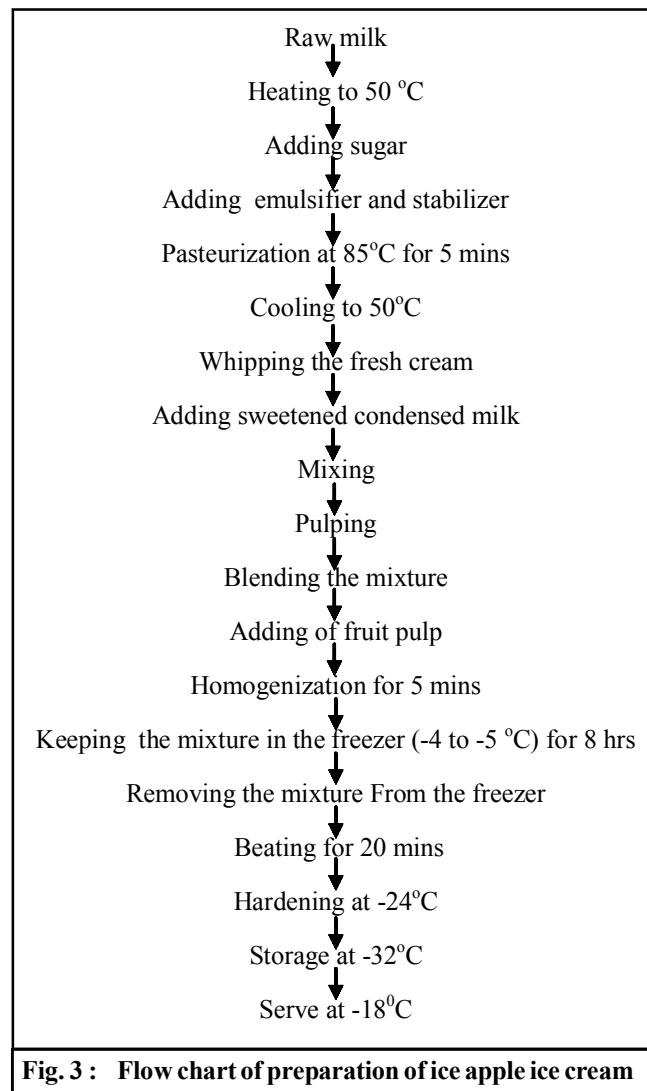 Raw milk
Heating to 50 °C
Adding sugar
Adding emulsifier and stabilizer
Pasteurization at 85°C for 5 mins
Cooling to 50°C
Whipping the fresh cream
Adding sweetened condensed milk
Mixing
Pulping
Blending the mixture
Adding of fruit pulp
Homogenization for 5 mins
Keeping the mixture in the freezer (-4 to -5 °C) for 8 hrs
Removing the mixture From the freezer
Beating for 20 mins
Hardening at -24°C
Storage at -32°C
Serve at -18⁰C
Fig. 3 : Flow chart of preparation of ice apple ice cream